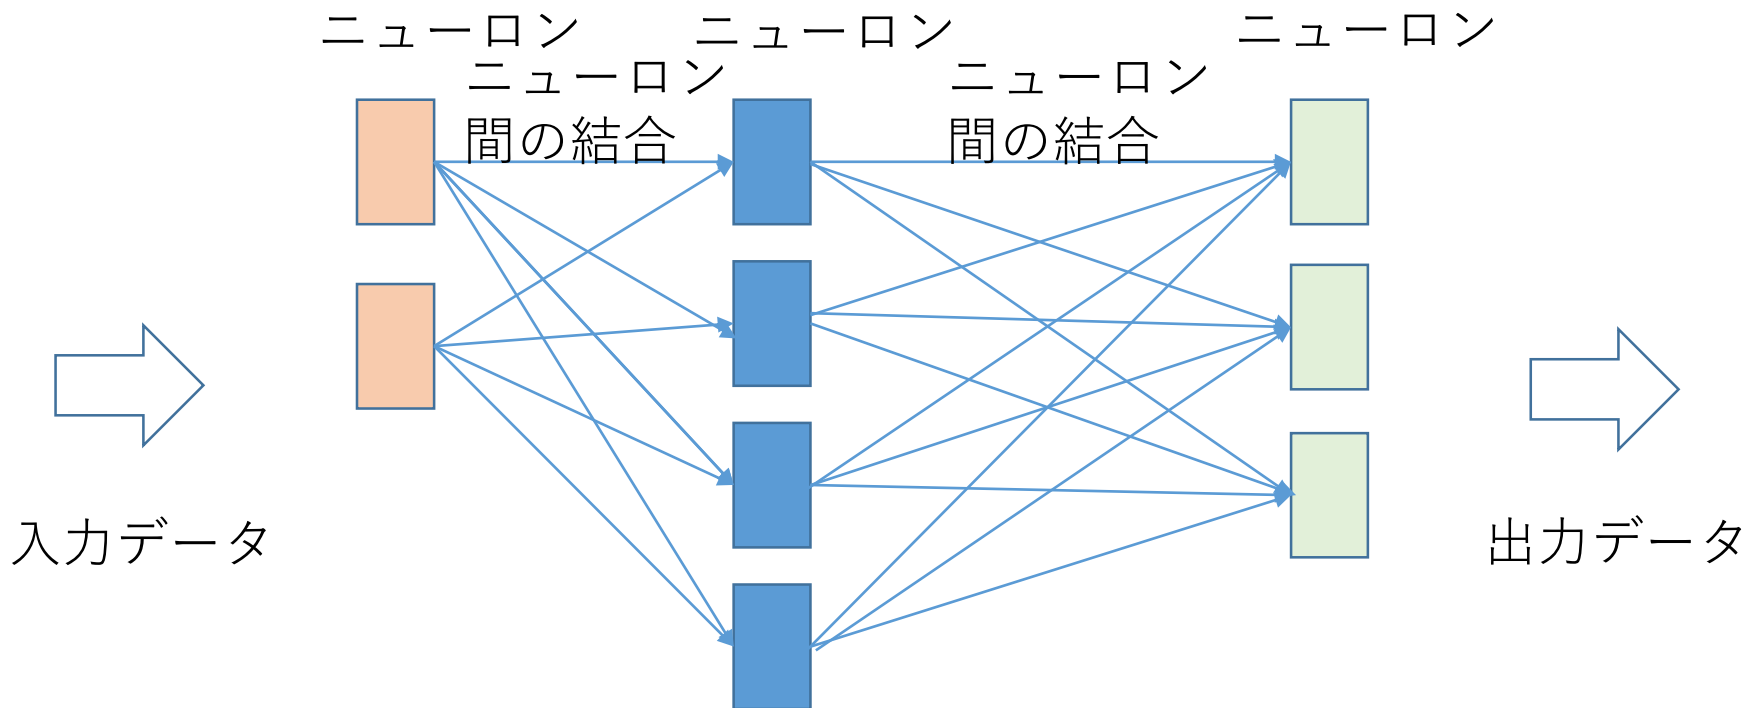 ニューロン
ニューロン
ニューロン
ニューロン
間の結合
ニューロン
間の結合
入力データ
出力データ